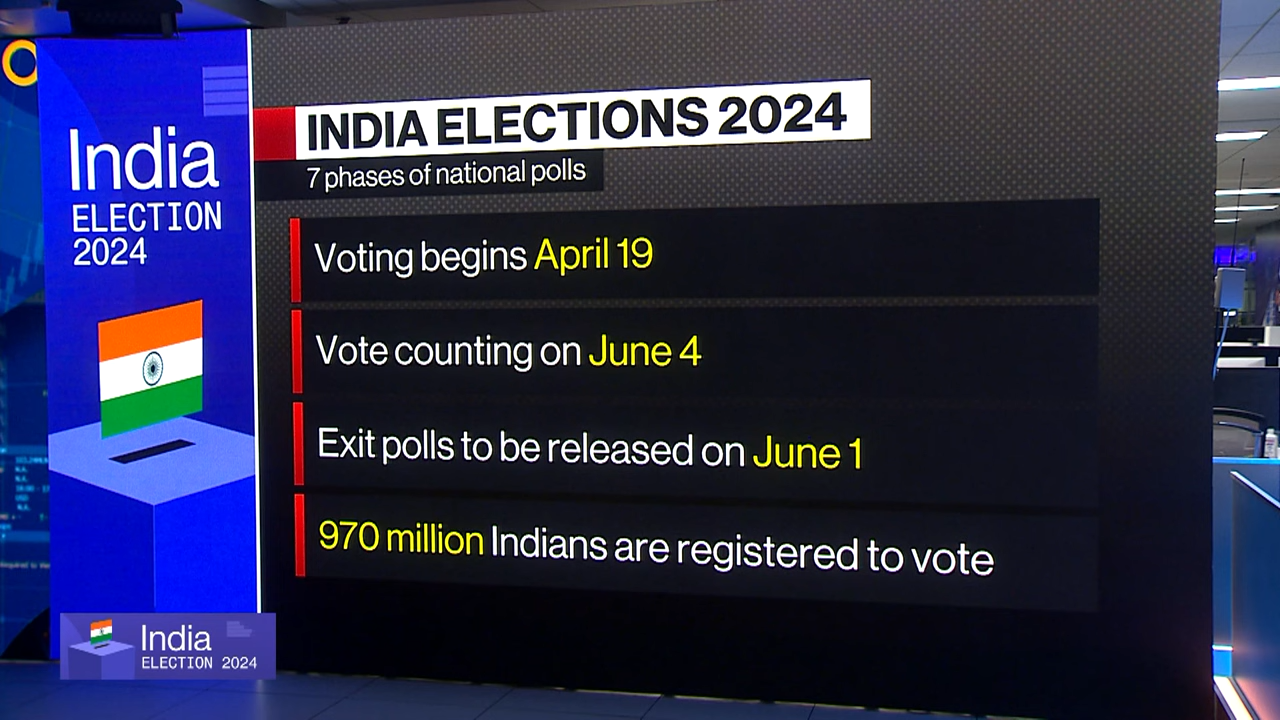 India
ELECTION
2024
INDIA ELECTIONS 2024
7 phases of national polls
Voting begins April 19
Vote counting on June 4
Exit polls to be released on June 1
970 million Indians are registered to vote
India
ELECTION 2024